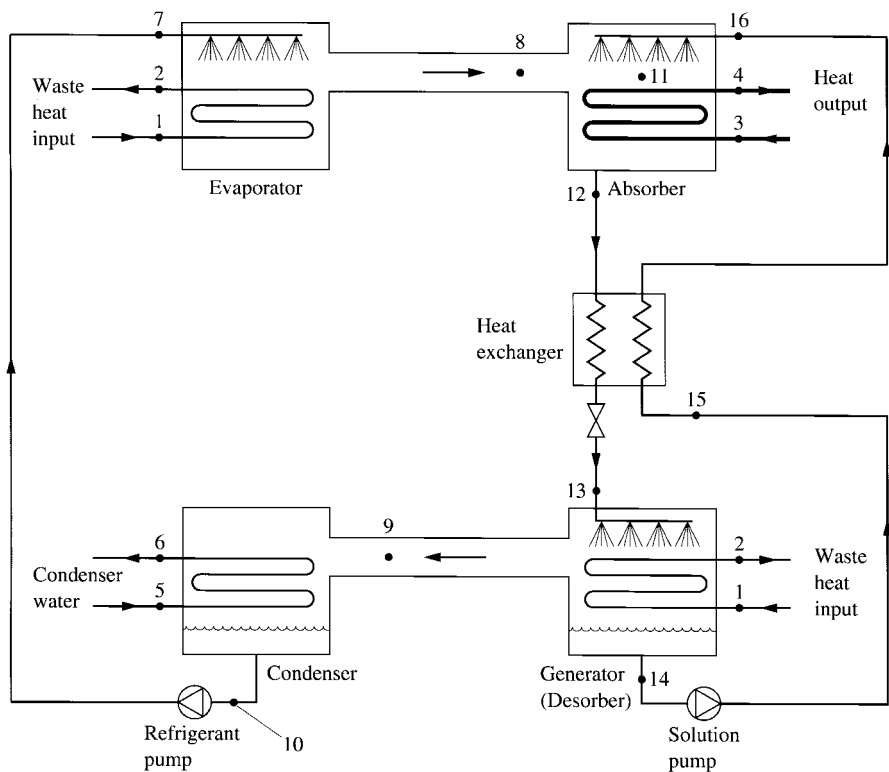 7
16
8
Waste
heat
input
2
1
11
4
3
Heat
output
Evaporator
Absorber
12
Heat
exchanger
15
13
9
6
5
Condenser
water
2
1
Waste
heat
input
Condenser
Generator
(Desorber)
14
Refrigerant
pump
10
Solution
pump